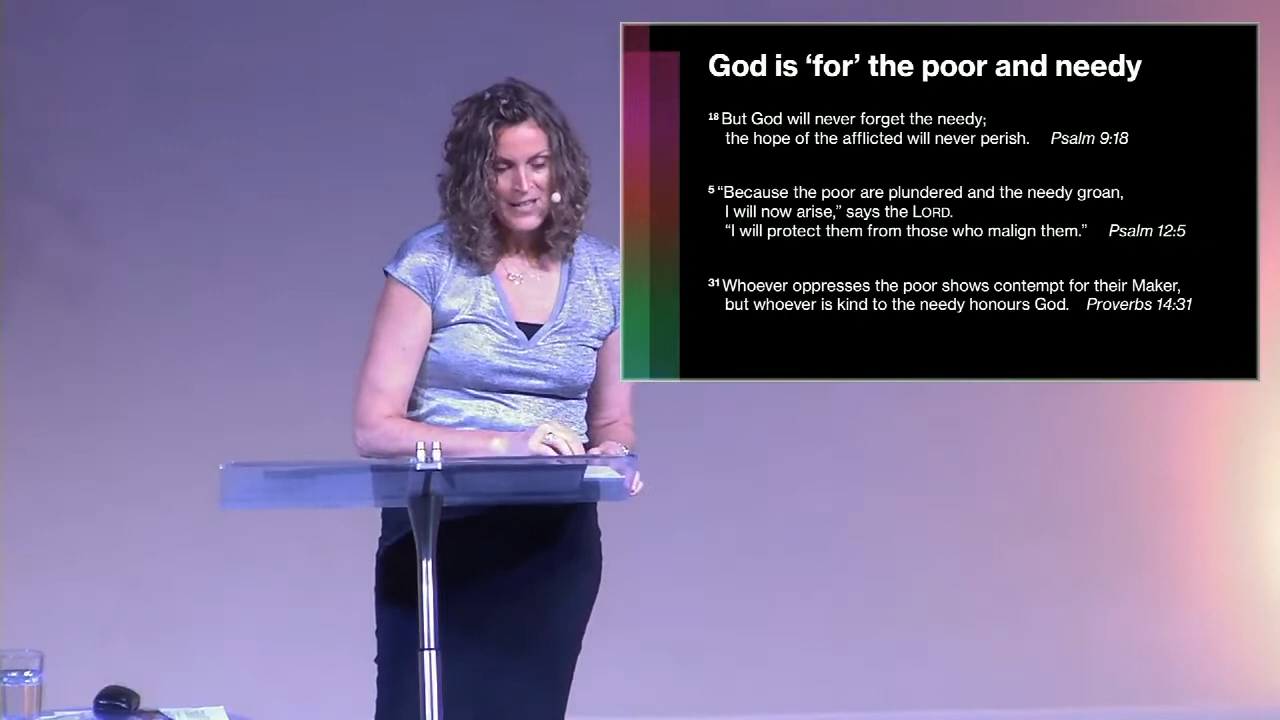 God is ‘for’ the poor and needy
18 But God will never forget the needy;
the hope of the afflicted will never perish. Psalm 9:18
5 “Because the poor are plundered and the needy groan,
I will now arise,” says the LORD.
“I will protect them from those who malign them.” Psalm 12:5
31 Whoever oppresses the poor shows contempt for their Maker,
but whoever is kind to the needy honours God. Proverbs 14:31